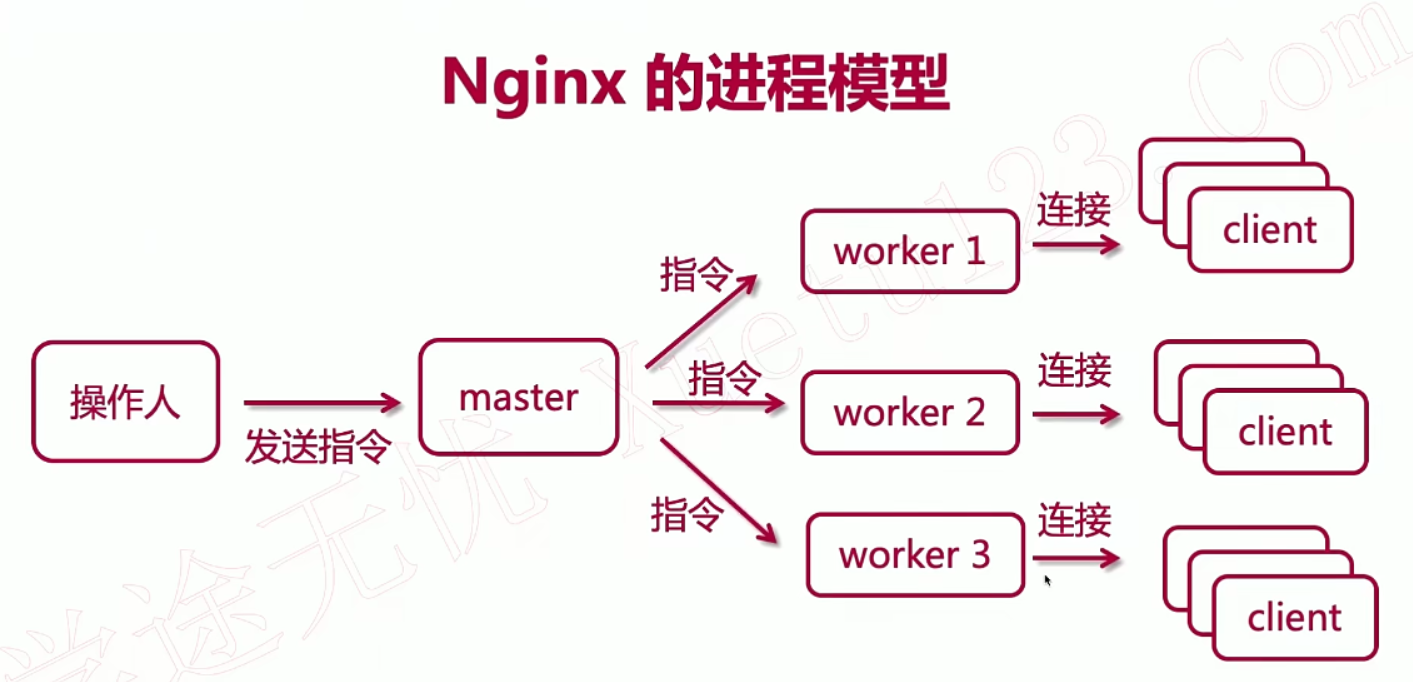 Nginx 的进程模型
操作人
发送指令
master
指令
指令
指令
worker 1
worker 2
worker 3
连接
连接
连接
client
client
client
学途无忧 Xuetu123.Com